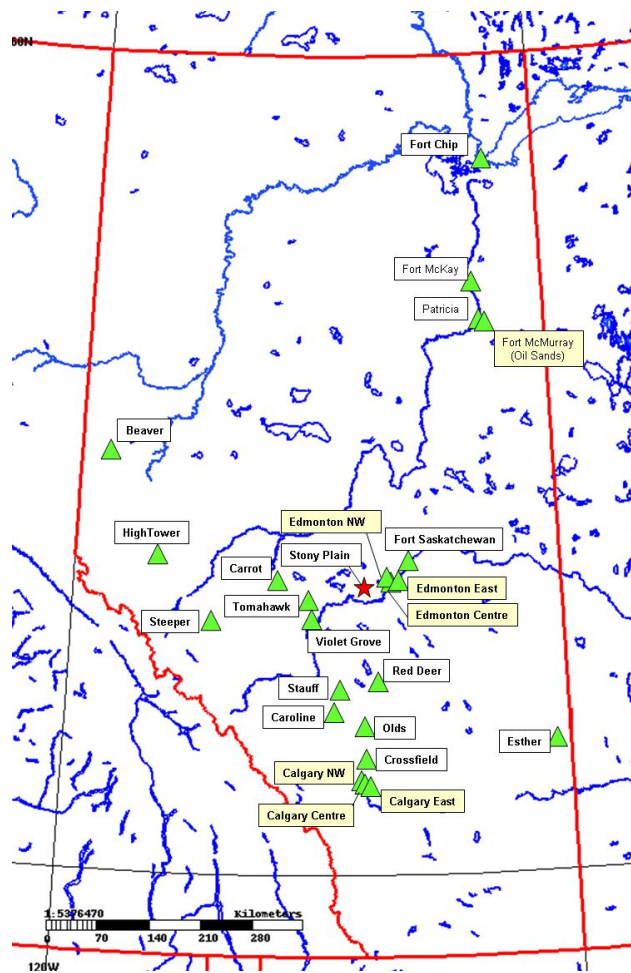 60N
Fort Chip
Fort McKay
Patricia
Fort McMurray
(Oil Sands)
Beaver
Edmonton NW
HighTower
Fort Saskatchewan
Stony Plain
Carrot
Edmonton East
Tomahawk
Edmonton Centre
Steeper
Violet Grove
Red Deer
Stauff
Caroline
Olds
Esther
Crossfield
Calgary NW
Calgary East
Calgary Centre
1:5376470 Kilometers
0 70 140 210 280
120W